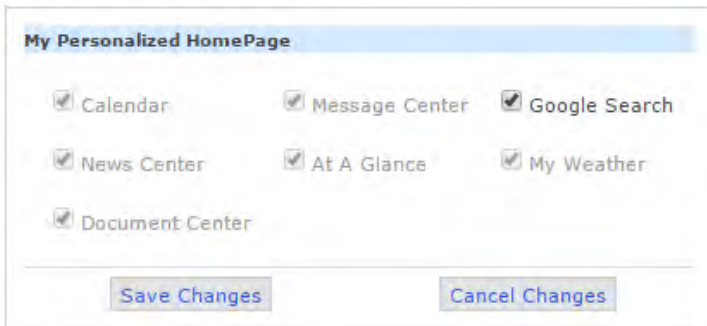 My Personalized HomePage
Calendar Message Center Google Search
News Center At A Glance My Weather
Document Center
Save Changes Cancel Changes